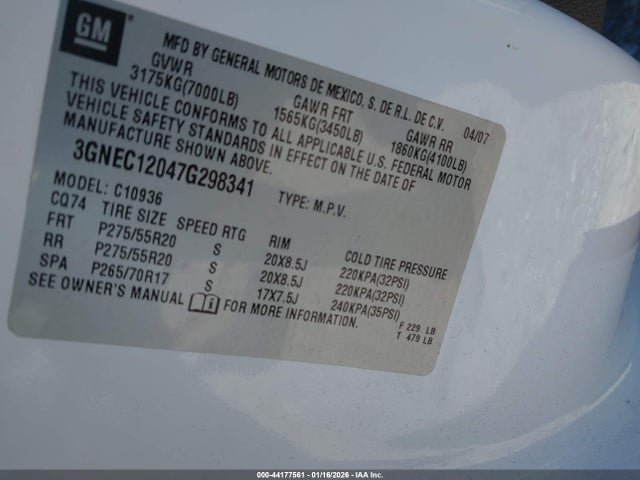 GM
MFD BY GENERAL MOTORS DE MEXICO, S. DE R.L. DE C.V. 04/07
GVWR GAWR FRT GAWR RR
3175KG(7000LB) 1565KG(3450LB) 1860KG(4100LB)
THIS VEHICLE CONFORMS TO ALL APPLICABLE U.S. FEDERAL MOTOR
VEHICLE SAFETY STANDARDS IN EFFECT ON THE DATE OF
MANUFACTURE SHOWN ABOVE.
3GNEC12047G298341 TYPE: M.P.V.
MODEL: C10936
CQ74 TIRE SIZE SPEED RTG RIM COLD TIRE PRESSURE
FRT P275/55R20 S 20X8.5J 220KPA(32PSI)
RR P275/55R20 S 20X8.5J 220KPA(32PSI)
SPA P265/70R17 S 17X7.5J 240KPA(35PSI)
SEE OWNER'S MANUAL FOR MORE INFORMATION.
F 229 LB
T 479 LB
000-44177561 - 01/16/2026 - IAA Inc.